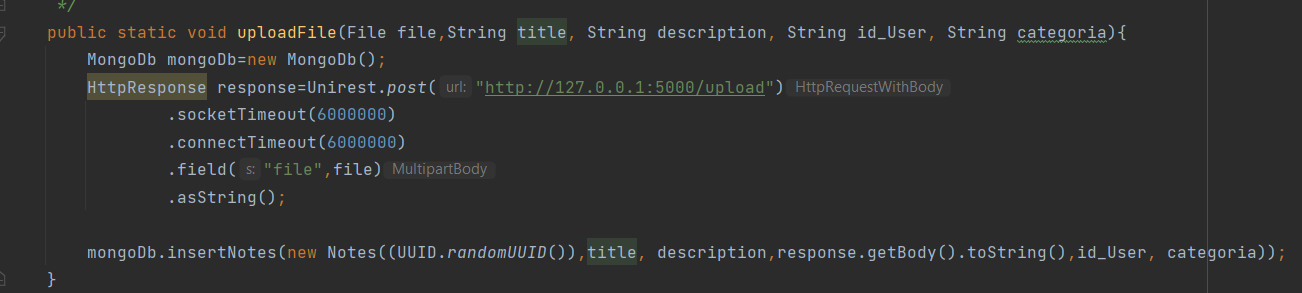 */
public static void uploadFile(File file,String title, String description, String id_User, String categoria){
MongoDb mongoDb=new MongoDb();
HttpResponse response=Unirest.post( url: "http://127.0.0.1:5000/upload") HttpRequestWithBody
.socketTimeout(6000000)
.connectTimeout(6000000)
.field( s: "file",file) MultipartBody
.asString();
mongoDb.insertNotes(new Notes((UUID.randomUUID()),title, description,response.getBody().toString(),id_User, categoria));
}